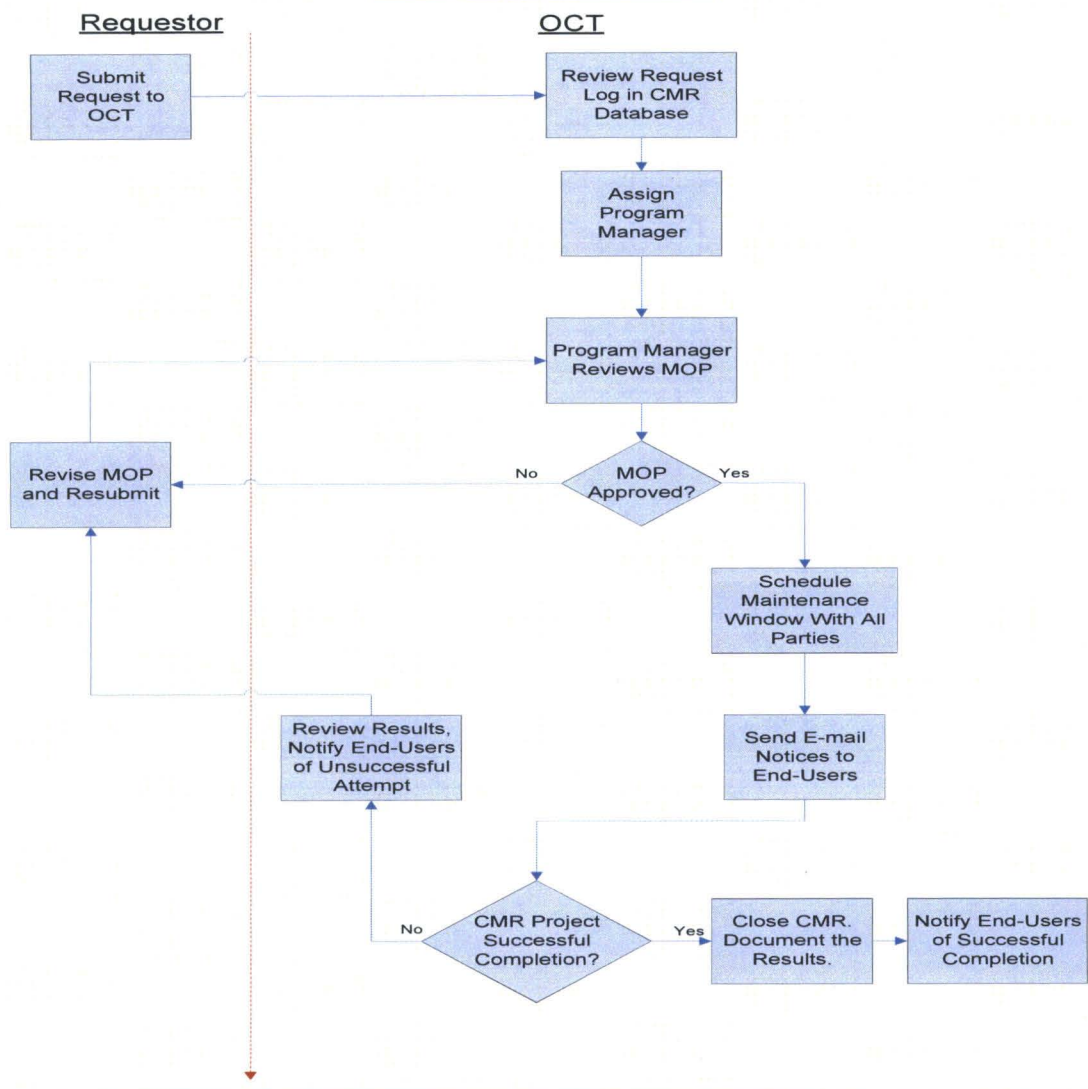 Requestor
OCT
Submit
Request to
OCT
Review Request
Log in CMR
Database
Assign
Program
Manager
Program Manager
Reviews MOP
Revise MOP
and Resubmit
No
MOP
Approved?
Yes
Schedule
Maintenance
Window With All
Parties
Review Results,
Notify End-Users
of Unsuccessful
Attempt
Send E-mail
Notices to
End-Users
No
CMR Project
Successful
Completion?
Yes
Close CMR.
Document the
Results.
Notify End-Users
of Successful
Completion